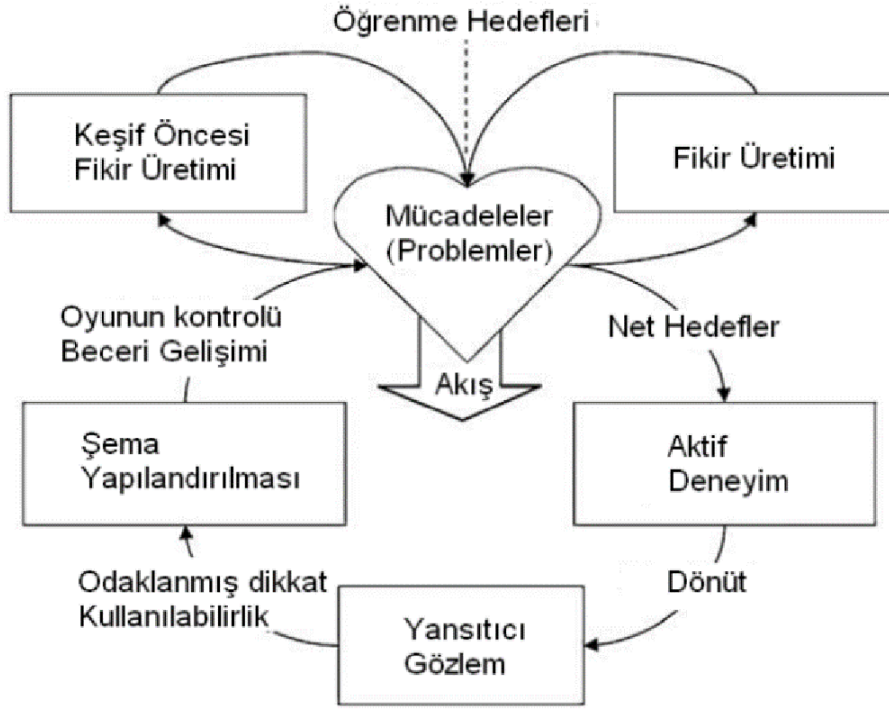 Öğrenme Hedefleri
Keşif Öncesi
Fikir Üretimi
Fikir Üretimi
Mücadeleler
(Problemler)
Oyunun kontrolü
Beceri Gelişimi
Net Hedefler
Akış
Şema
Yapılandırılması
Aktif
Deneyim
Odaklanmış dikkat
Kullanılabilirlik
Dönüt
Yansıtıcı
Gözlem